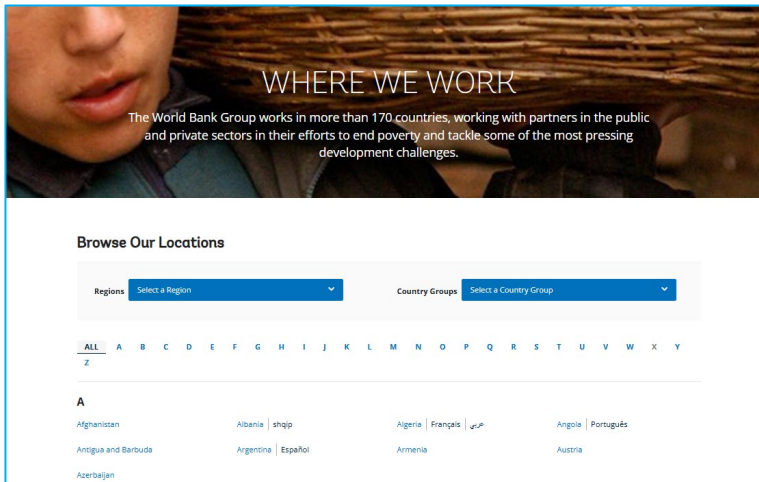 WHERE WE WORK
The World Bank Group works in more than 170 countries, working with partners in the public
and private sectors in their efforts to end poverty and tackle some of the most pressing
development challenges.
Browse Our Locations
Regions Select a Region Country Groups Select a Country Group
ALL A B C D E F G H I J K L M N O P Q R S T U V W X Y
Z
A
Afghanistan Albania | shqip Algeria | Français | عربي Angola | Português
Antigua and Barbuda Argentina | Español Armenia Austria
Azerbaijan